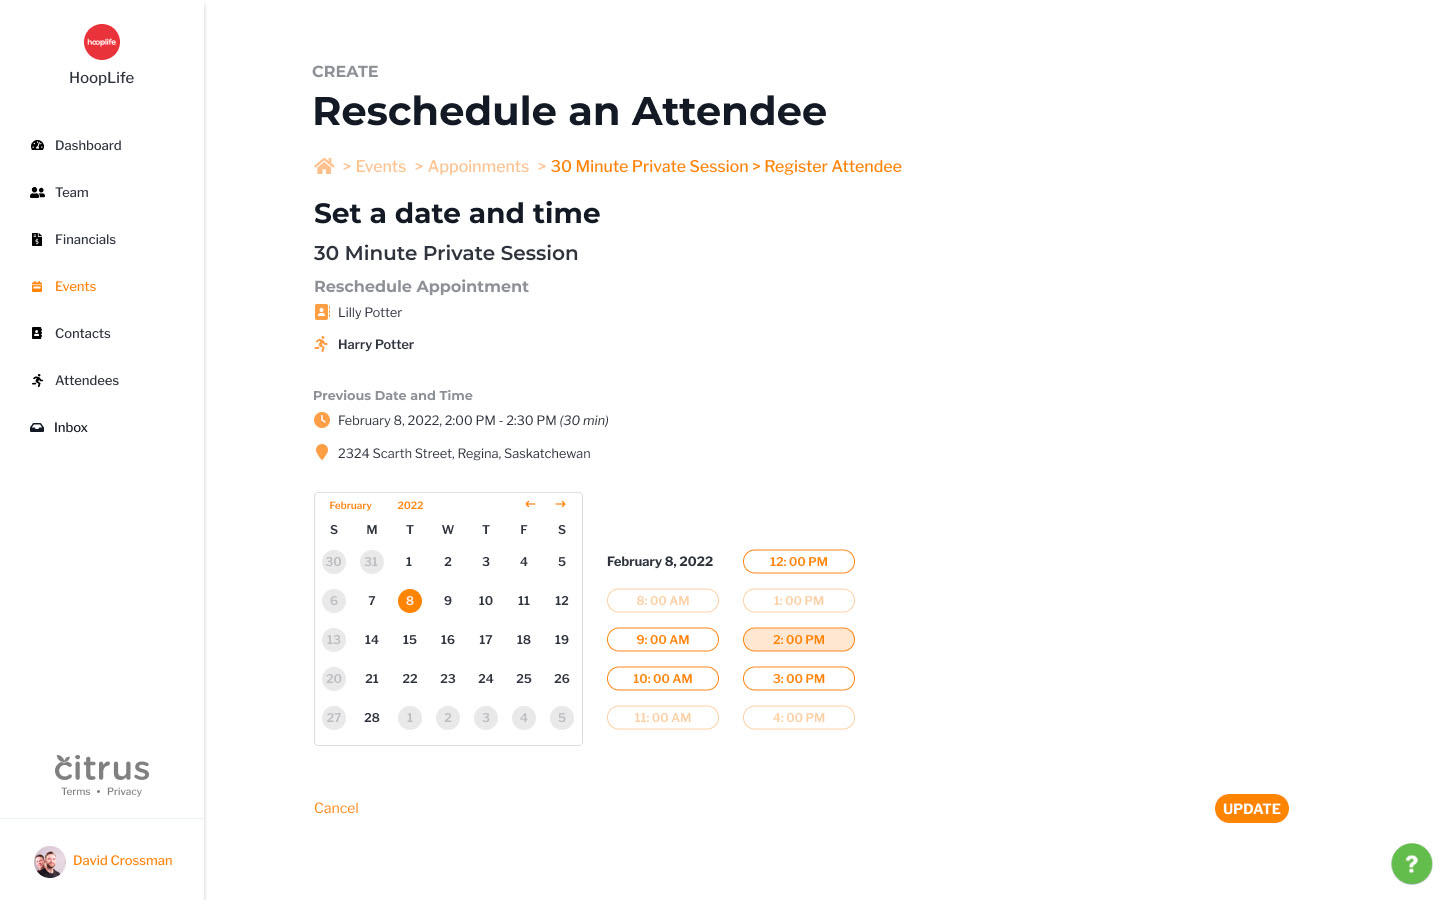 hooplife
HoopLife
Dashboard
Team
Financials
Events
Contacts
Attendees
Inbox
čitrus
Terms • Privacy
David Crossman
CREATE
Reschedule an Attendee
> Events > Appoinments > 30 Minute Private Session > Register Attendee
Set a date and time
30 Minute Private Session
Reschedule Appointment
Lilly Potter
Harry Potter
Previous Date and Time
February 8, 2022, 2:00 PM - 2:30 PM (30 min)
2324 Scarth Street, Regina, Saskatchewan
February 2022 ← →
S M T W T F S
30 31 1 2 3 4 5
6 7 8 9 10 11 12
13 14 15 16 17 18 19
20 21 22 23 24 25 26
27 28 1 2 3 4 5
February 8, 2022 12: 00 PM
8: 00 AM 1: 00 PM
9: 00 AM 2: 00 PM
10: 00 AM 3: 00 PM
11: 00 AM 4: 00 PM
Cancel
UPDATE
?